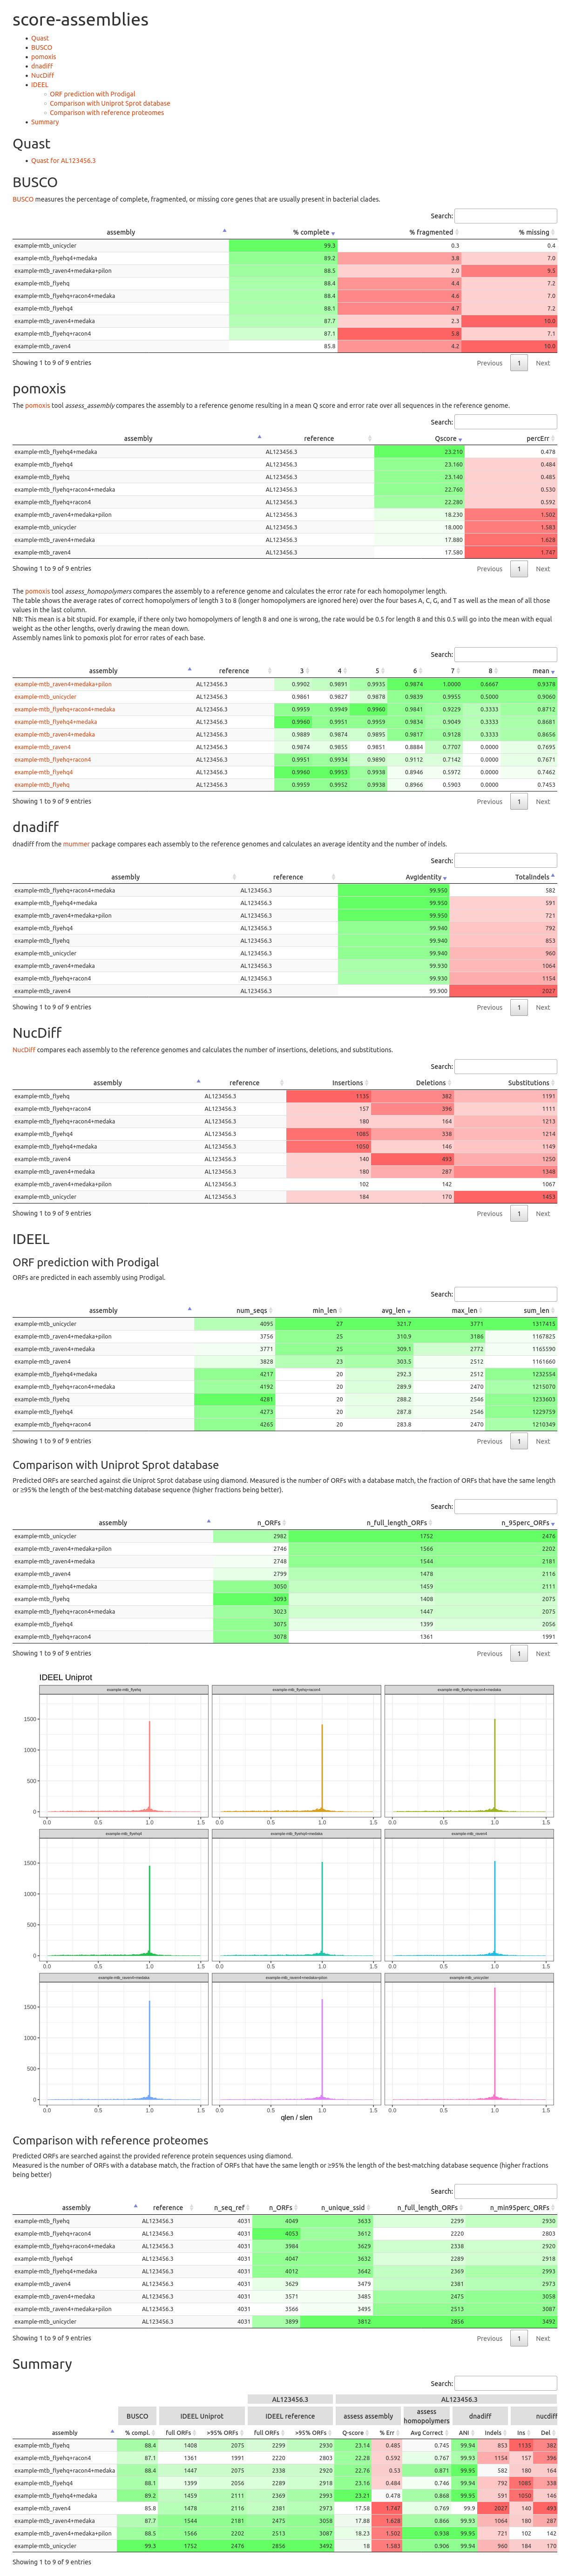 score-assemblies
Quast
BUSCO
pomoxis
dnadiff
NucDiff
IDEEL
ORF prediction with Prodigal
Comparison with Uniprot Sprot database
Comparison with reference proteomes
Summary
Quast
Quast for AL123456.3
BUSCO
BUSCO measures the percentage of complete, fragmented, or missing core genes that are usually present in bacterial clades.
Search:
assembly % complete % fragmented % missing
example-mtb_unicycler 99.3 0.3 0.4
example-mtb_flyehq4+medaka 89.2 3.8 7.0
example-mtb_raven4+medaka+pilon 88.5 2.0 9.5
example-mtb_flyehq 88.4 4.4 7.2
example-mtb_flyehq+racon4+medaka 88.4 4.6 7.0
example-mtb_flyehq4 88.1 4.7 7.2
example-mtb_raven4+medaka 87.7 2.3 10.0
example-mtb_flyehq+racon4 87.1 5.8 7.1
example-mtb_raven4 85.8 4.2 10.0
Showing 1 to 9 of 9 entries Previous 1 Next
pomoxis
The pomoxis tool assess_assembly compares the assembly to a reference genome resulting in a mean Q score and error rate over all sequences in the reference genome.
Search:
assembly reference Qscore percErr
example-mtb_flyehq4+medaka AL123456.3 23.210 0.478
example-mtb_flyehq4 AL123456.3 23.160 0.484
example-mtb_flyehq AL123456.3 23.140 0.485
example-mtb_flyehq+racon4+medaka AL123456.3 22.760 0.530
example-mtb_flyehq+racon4 AL123456.3 22.280 0.592
example-mtb_raven4+medaka+pilon AL123456.3 18.230 1.502
example-mtb_unicycler AL123456.3 18.000 1.583
example-mtb_raven4+medaka AL123456.3 17.880 1.628
example-mtb_raven4 AL123456.3 17.580 1.747
Showing 1 to 9 of 9 entries Previous 1 Next
The pomoxis tool assess_homopolymers compares the assembly to a reference genome and calculates the error rate for each homopolymer length.
The table shows the average rates of correct homopolymers of length 3 to 8 (longer homopolymers are ignored here) over the four bases A, C, G, and T as well as the mean of all those
values in the last column.
NB: This mean is a bit stupid. For example, if there only two homopolymers of length 8 and one is wrong, the rate would be 0.5 for length 8 and this 0.5 will go into the mean with equal
weight as the other lengths, overly drawing the mean down.
Assembly names link to pomoxis plot for error rates of each base.
Search:
assembly reference 3 4 5 6 7 8 mean
example-mtb_raven4+medaka+pilon AL123456.3 0.9902 0.9891 0.9935 0.9874 1.0000 0.6667 0.9378
example-mtb_unicycler AL123456.3 0.9861 0.9827 0.9878 0.9839 0.9955 0.5000 0.9060
example-mtb_flyehq+racon4+medaka AL123456.3 0.9959 0.9949 0.9960 0.9841 0.9229 0.3333 0.8712
example-mtb_flyehq4+medaka AL123456.3 0.9960 0.9951 0.9959 0.9834 0.9049 0.3333 0.8681
example-mtb_raven4+medaka AL123456.3 0.9889 0.9874 0.9895 0.9817 0.9128 0.3333 0.8656
example-mtb_raven4 AL123456.3 0.9874 0.9855 0.9851 0.8884 0.7707 0.0000 0.7695
example-mtb_flyehq+racon4 AL123456.3 0.9951 0.9934 0.9890 0.9112 0.7142 0.0000 0.7671
example-mtb_flyehq4 AL123456.3 0.9960 0.9953 0.9938 0.8946 0.5972 0.0000 0.7462
example-mtb_flyehq AL123456.3 0.9959 0.9952 0.9938 0.8966 0.5903 0.0000 0.7453
Showing 1 to 9 of 9 entries Previous 1 Next
dnadiff
dnadiff from the mummer package compares each assembly to the reference genomes and calculates an average identity and the number of indels.
Search:
assembly reference AvgIdentity TotalIndels
example-mtb_flyehq+racon4+medaka AL123456.3 99.950 582
example-mtb_flyehq4+medaka AL123456.3 99.950 591
example-mtb_raven4+medaka+pilon AL123456.3 99.950 721
example-mtb_flyehq4 AL123456.3 99.940 792
example-mtb_flyehq AL123456.3 99.940 853
example-mtb_unicycler AL123456.3 99.940 960
example-mtb_raven4+medaka AL123456.3 99.930 1064
example-mtb_flyehq+racon4 AL123456.3 99.930 1154
example-mtb_raven4 AL123456.3 99.900 2027
Showing 1 to 9 of 9 entries Previous 1 Next
NucDiff
NucDiff compares each assembly to the reference genomes and calculates the number of insertions, deletions, and substitutions.
Search:
assembly reference Insertions Deletions Substitutions
example-mtb_flyehq AL123456.3 1135 382 1191
example-mtb_flyehq+racon4 AL123456.3 157 396 1111
example-mtb_flyehq+racon4+medaka AL123456.3 180 164 1213
example-mtb_flyehq4 AL123456.3 1085 338 1214
example-mtb_flyehq4+medaka AL123456.3 1050 146 1149
example-mtb_raven4 AL123456.3 140 493 1250
example-mtb_raven4+medaka AL123456.3 180 287 1348
example-mtb_raven4+medaka+pilon AL123456.3 102 142 1067
example-mtb_unicycler AL123456.3 184 170 1453
Showing 1 to 9 of 9 entries Previous 1 Next
IDEEL
ORF prediction with Prodigal
ORFs are predicted in each assembly using Prodigal.
Search:
assembly num_seqs min_len avg_len max_len sum_len
example-mtb_unicycler 4095 27 321.7 3771 1317415
example-mtb_raven4+medaka+pilon 3756 25 310.9 3186 1167825
example-mtb_raven4+medaka 3771 25 309.1 2772 1165590
example-mtb_raven4 3828 23 303.5 2512 1161660
example-mtb_flyehq4+medaka 4217 20 292.3 2512 1232554
example-mtb_flyehq+racon4+medaka 4192 20 289.9 2470 1215070
example-mtb_flyehq 4281 20 288.2 2546 1233603
example-mtb_flyehq4 4273 20 287.8 2546 1229759
example-mtb_flyehq+racon4 4265 20 283.8 2470 1210349
Showing 1 to 9 of 9 entries Previous 1 Next
Comparison with Uniprot Sprot database
Predicted ORFs are searched against die Uniprot Sprot database using diamond. Measured is the number of ORFs with a database match, the fraction of ORFs that have the same length
or ≥95% the length of the best-matching database sequence (higher fractions being better).
Search:
assembly n_ORFs n_full_length_ORFs n_95perc_ORFs
example-mtb_unicycler 2982 1752 2476
example-mtb_raven4+medaka+pilon 2746 1566 2202
example-mtb_raven4+medaka 2748 1544 2181
example-mtb_raven4 2799 1478 2116
example-mtb_flyehq4+medaka 3050 1459 2111
example-mtb_flyehq 3093 1408 2075
example-mtb_flyehq+racon4+medaka 3023 1447 2075
example-mtb_flyehq4 3075 1399 2056
example-mtb_flyehq+racon4 3078 1361 1991
Showing 1 to 9 of 9 entries Previous 1 Next
IDEEL Uniprot
example-mtb_flyehq example-mtb_flyehq+racon4 example-mtb_flyehq+racon4+medaka
1500
1000
500
0
0.0 0.5 1.0 1.5 0.0 0.5 1.0 1.5 0.0 0.5 1.0 1.5
example-mtb_flyehq4 example-mtb_flyehq4+medaka example-mtb_raven4
1500
1000
500
0
0.0 0.5 1.0 1.5 0.0 0.5 1.0 1.5 0.0 0.5 1.0 1.5
example-mtb_raven4+medaka example-mtb_raven4+medaka+pilon example-mtb_unicycler
1500
1000
500
0
0.0 0.5 1.0 1.5 0.0 0.5 1.0 1.5 0.0 0.5 1.0 1.5
qlen / slen
Comparison with reference proteomes
Predicted ORFs are searched against the provided reference protein sequences using diamond.
Measured is the number of ORFs with a database match, the fraction of ORFs that have the same length or ≥95% the length of the best-matching database sequence (higher fractions
being better)
Search:
assembly reference n_seq_ref n_ORFs n_unique_ssid n_full_length_ORFs n_min95perc_ORFs
example-mtb_flyehq AL123456.3 4031 4049 3633 2299 2930
example-mtb_flyehq+racon4 AL123456.3 4031 4053 3612 2220 2803
example-mtb_flyehq+racon4+medaka AL123456.3 4031 3984 3629 2338 2920
example-mtb_flyehq4 AL123456.3 4031 4047 3632 2289 2918
example-mtb_flyehq4+medaka AL123456.3 4031 4012 3642 2369 2993
example-mtb_raven4 AL123456.3 4031 3629 3479 2381 2973
example-mtb_raven4+medaka AL123456.3 4031 3571 3485 2475 3058
example-mtb_raven4+medaka+pilon AL123456.3 4031 3566 3495 2513 3087
example-mtb_unicycler AL123456.3 4031 3899 3812 2856 3492
Showing 1 to 9 of 9 entries Previous 1 Next
Summary
Search:
AL123456.3 AL123456.3
BUSCO IDEEL Uniprot IDEEL reference assess assembly assess homopolymers dnadiff nucdiff
assembly % compl. full ORFs >95% ORFs full ORFs >95% ORFs Q-score % Err Avg Correct ANI Indels Ins Del
example-mtb_flyehq 88.4 1408 2075 2299 2930 23.14 0.485 0.745 99.94 853 1135 382
example-mtb_flyehq+racon4 87.1 1361 1991 2220 2803 22.28 0.592 0.767 99.93 1154 157 396
example-mtb_flyehq+racon4+medaka 88.4 1447 2075 2338 2920 22.76 0.53 0.871 99.95 582 180 164
example-mtb_flyehq4 88.1 1399 2056 2289 2918 23.16 0.484 0.746 99.94 792 1085 338
example-mtb_flyehq4+medaka 89.2 1459 2111 2369 2993 23.21 0.478 0.868 99.95 591 1050 146
example-mtb_raven4 85.8 1478 2116 2381 2973 17.58 1.747 0.769 99.9 2027 140 493
example-mtb_raven4+medaka 87.7 1544 2181 2475 3058 17.88 1.628 0.866 99.93 1064 180 287
example-mtb_raven4+medaka+pilon 88.5 1566 2202 2513 3087 18.23 1.502 0.938 99.95 721 102 142
example-mtb_unicycler 99.3 1752 2476 2856 3492 18 1.583 0.906 99.94 960 184 170
Showing 1 to 9 of 9 entries